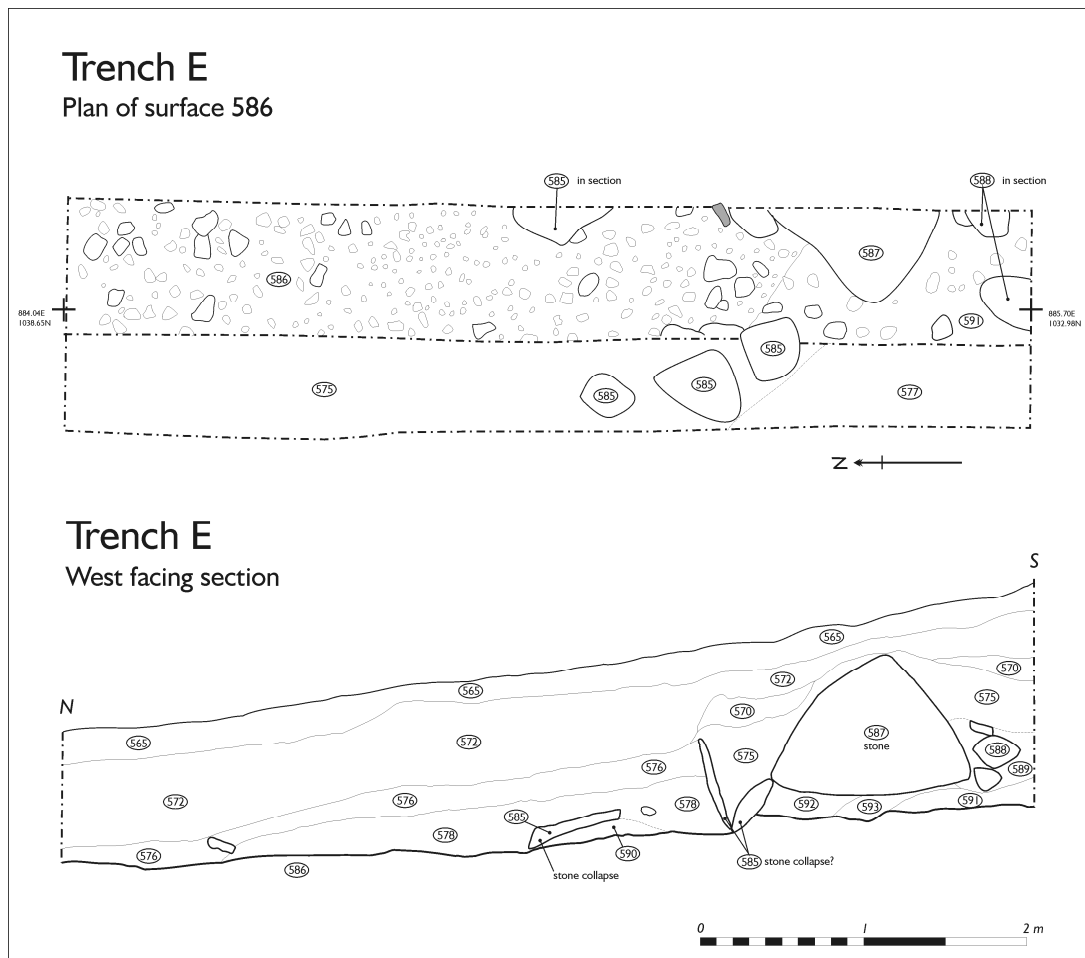 Trench E
Plan of surface 586
585 in section
588 in section
587
586
884.04E
1038.65N
885.70E
1032.98N
591
585
575
585
585
577
N
Trench E
West facing section
S
565
570
572
565
575
N
570
587
stone
565
572
588
575
589
576
572
576
578
592
593
591
505
578
590
576
586
585 stone collapse?
stone collapse
0 1 2 m